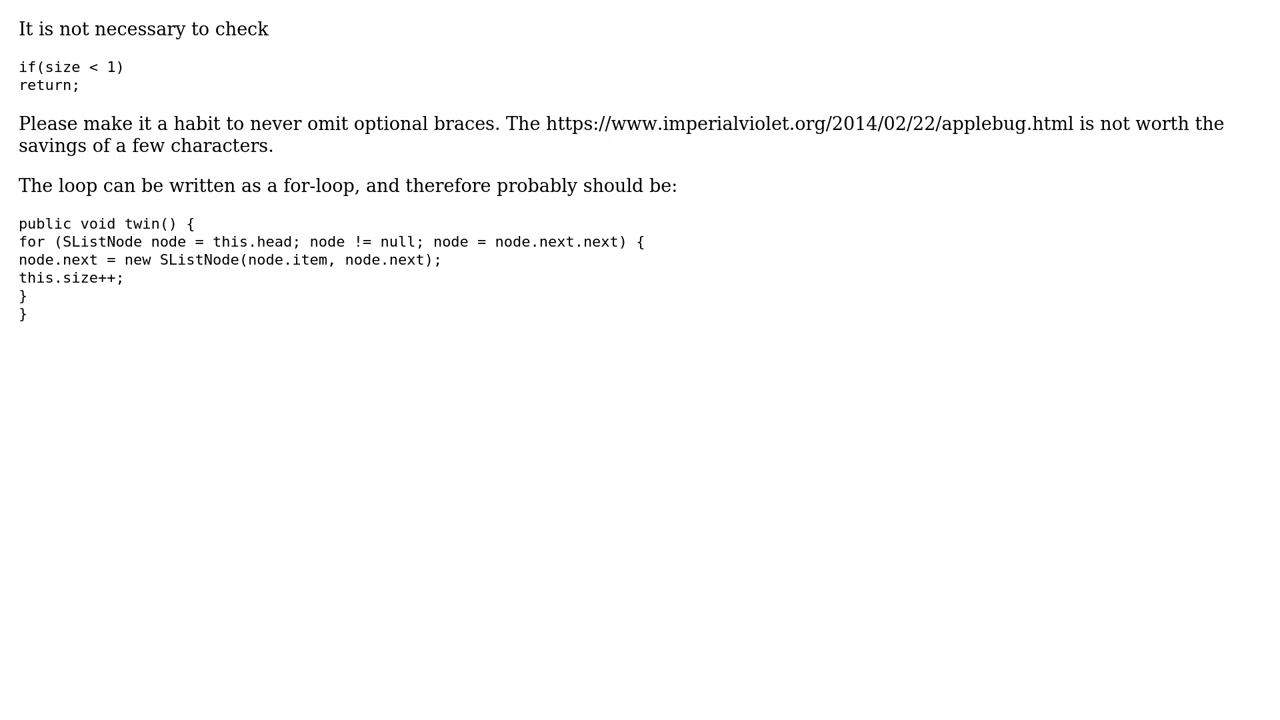 It is not necessary to check
if(size < 1)
return;
Please make it a habit to never omit optional braces. The https://www.imperialviolet.org/2014/02/22/applebug.html is not worth the
savings of a few characters.
The loop can be written as a for-loop, and therefore probably should be:
public void twin() {
for (SListNode node = this.head; node != null; node = node.next.next) {
node.next = new SListNode(node.item, node.next);
this.size++;
}
}